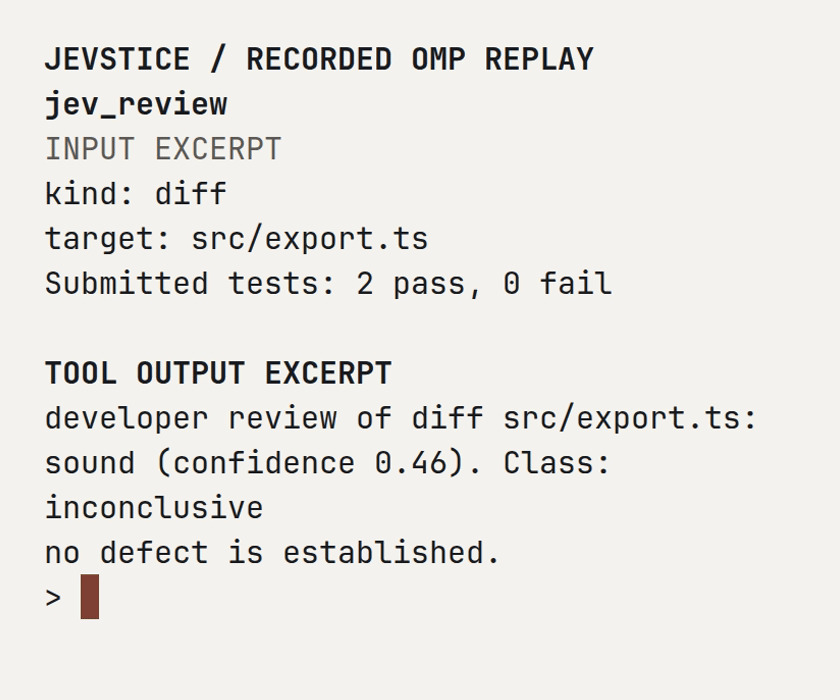 JEVSTICE / RECORDED OMP REPLAY
jev_review
INPUT EXCERPT
kind: diff
target: src/export.ts
Submitted tests: 2 pass, 0 fail
TOOL OUTPUT EXCERPT
developer review of diff src/export.ts:
sound (confidence 0.46). Class:
inconclusive
no defect is established.
>